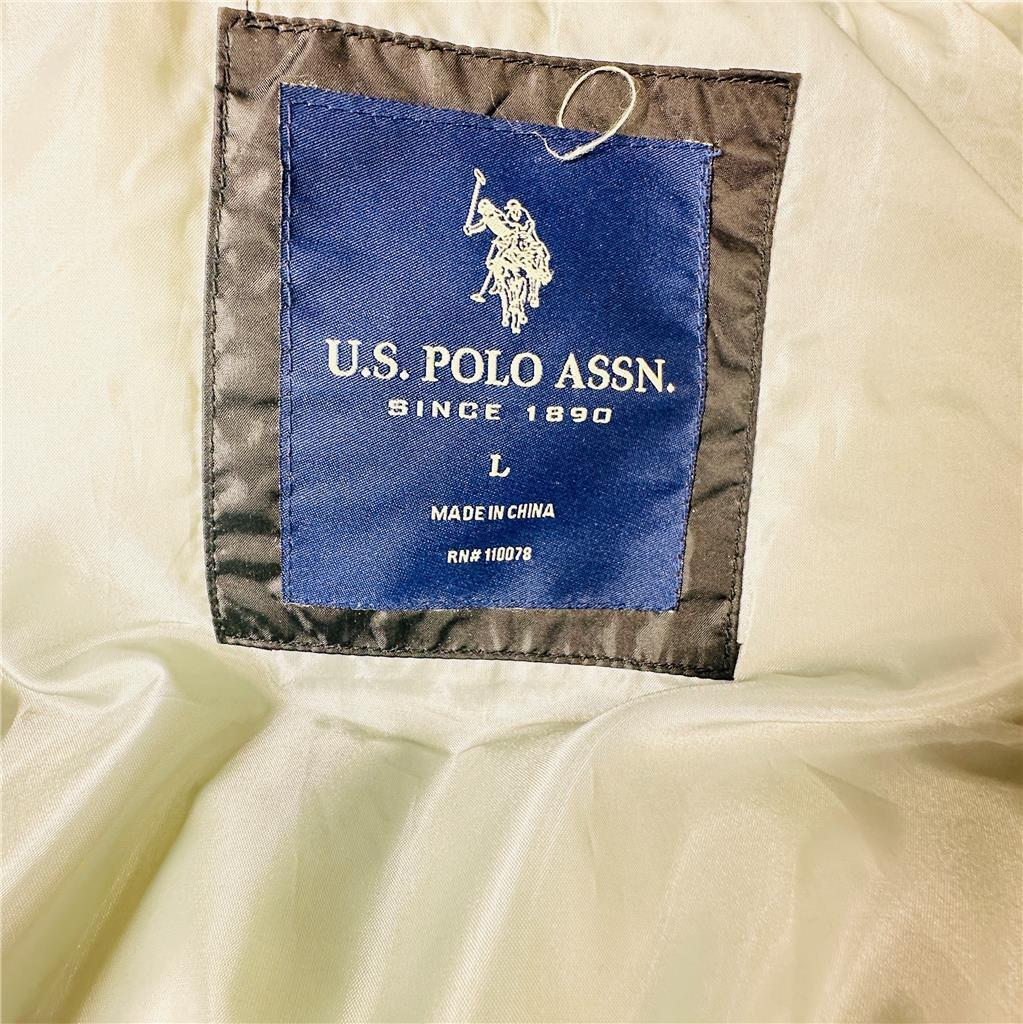 U.S. POLO ASSN.
SINCE 1890
L
MADE IN CHINA
RN# 110078